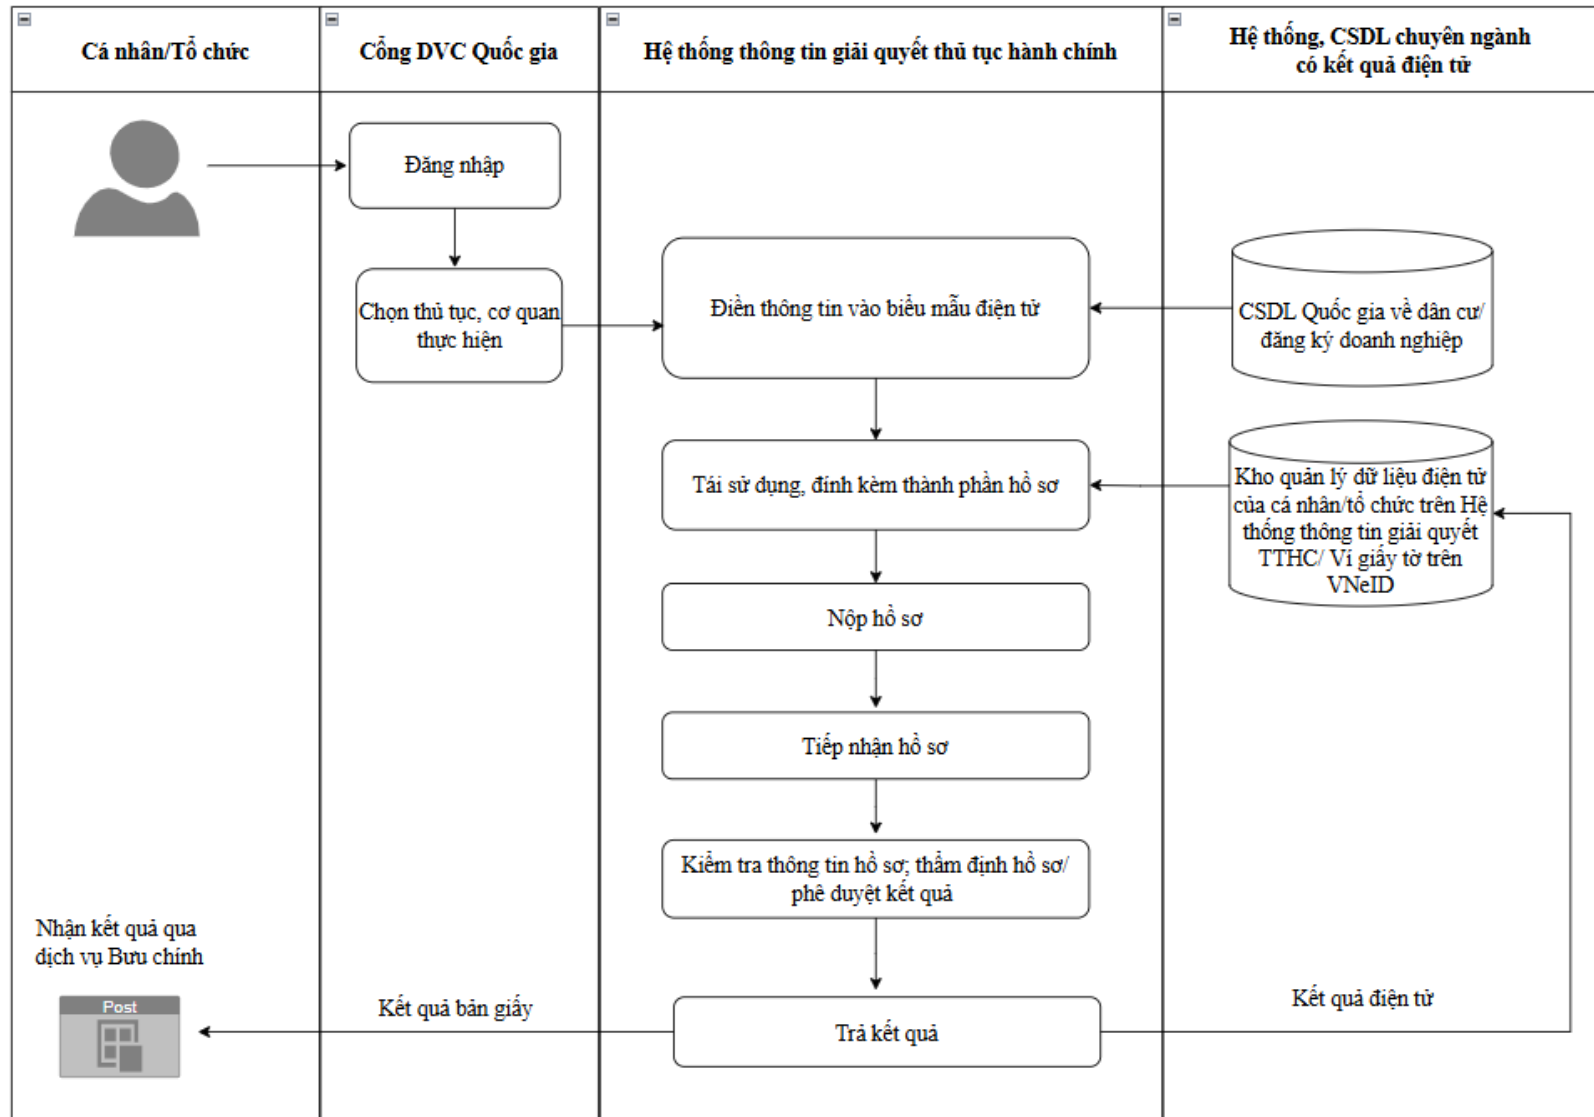 Cá nhân/Tổ chức
Cổng DVC Quốc gia
Hệ thống thông tin giải quyết thủ tục hành chính
Hệ thống, CSDL chuyên ngành
có kết quả điện tử
Đăng nhập
Chọn thủ tục, cơ quan
thực hiện
Điền thông tin vào biểu mẫu điện tử
CSDL Quốc gia về dân cư/
đăng ký doanh nghiệp
Tái sử dụng, đính kèm thành phần hồ sơ
Kho quản lý dữ liệu điện tử
của cá nhân/tổ chức trên Hệ
thống thông tin giải quyết
TTHC/ Ví giấy tờ trên
VNeID
Nộp hồ sơ
Tiếp nhận hồ sơ
Kiểm tra thông tin hồ sơ; thẩm định hồ sơ/
phê duyệt kết quả
Nhận kết quả qua
dịch vụ Bưu chính
Post
Kết quả bản giấy
Trả kết quả
Kết quả điện tử